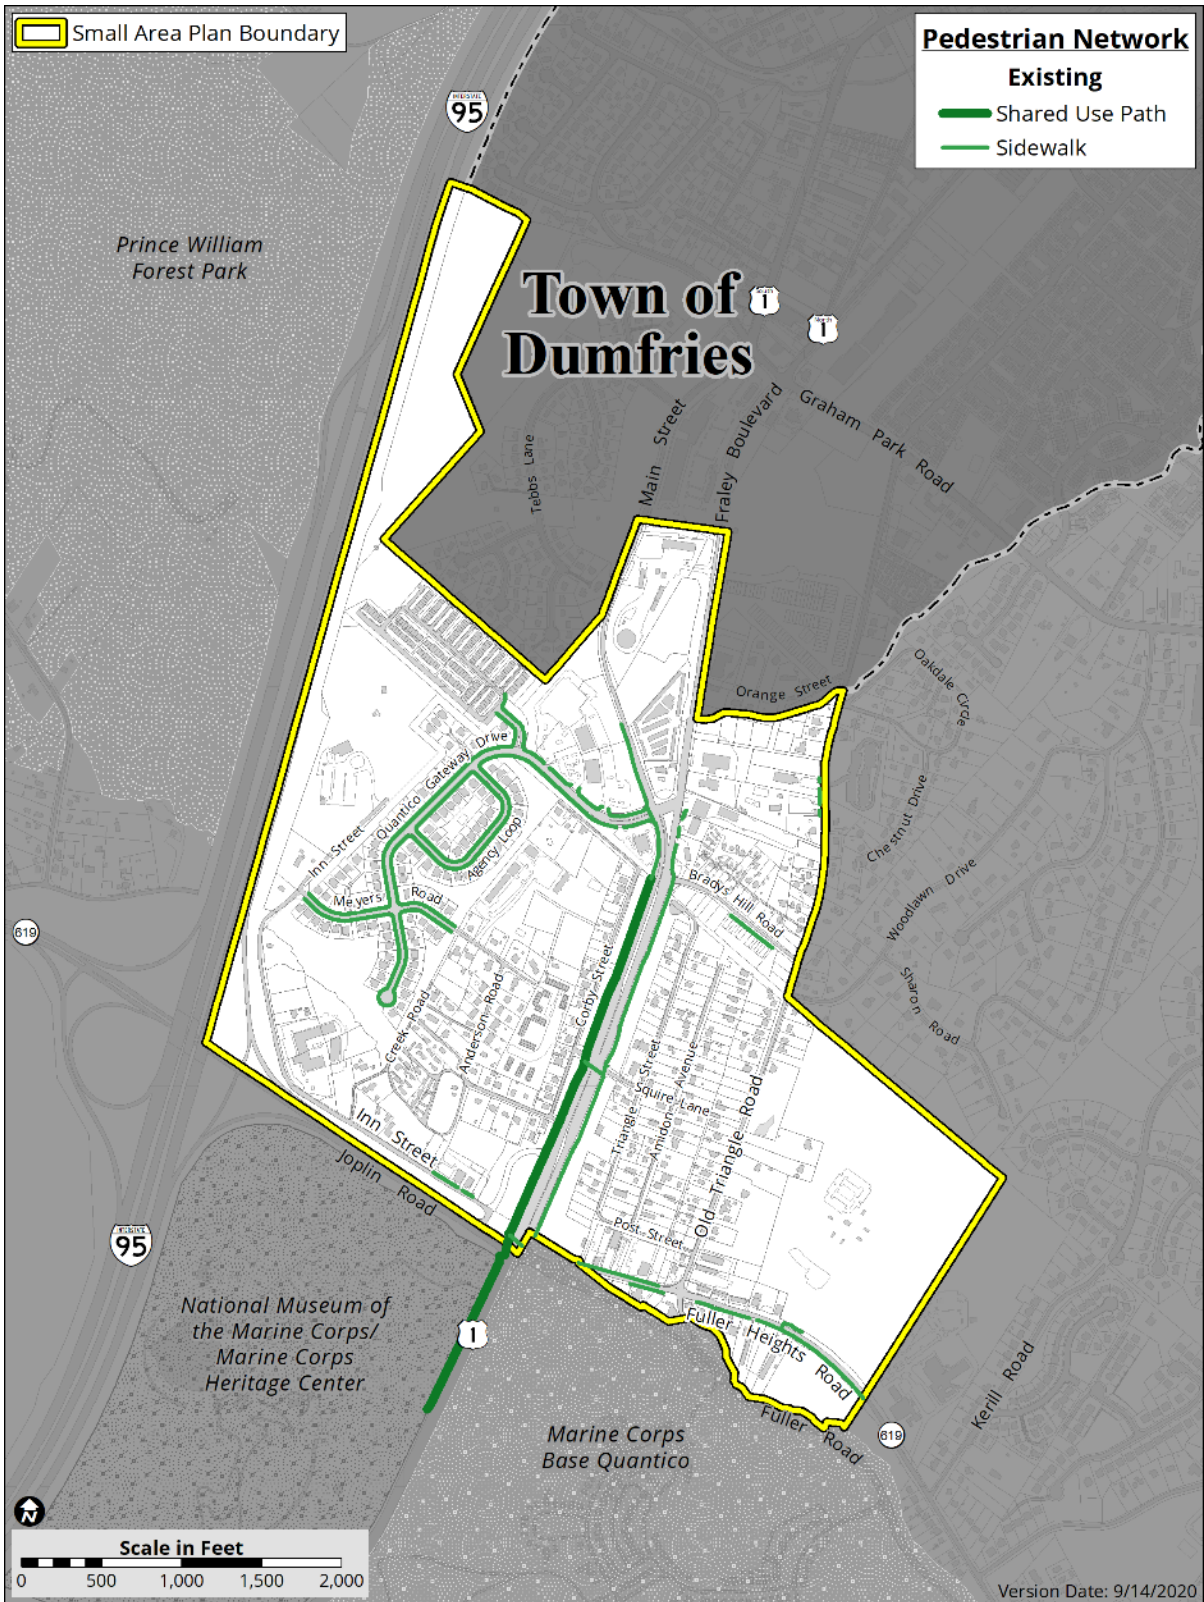 Small Area Plan Boundary
Pedestrian Network
Existing
Shared Use Path
Sidewalk
INTERSTATE
95
Prince William
Forest Park
Town of
Dumfries
South
1
North
1
Main Street
Fraley Boulevard
Graham Park Road
Tebbs Lane
Orange Street
Oakdale Circle
Quantico Gateway Drive
Inn Street
Agency Loop
Meyers Road
Chestnut Drive
Woodlawn Drive
Bradys Hill Road
619
Sharon Road
Corby Street
Creek Road
Anderson Road
Triangle Street
Amidon Avenue
Squire Lane
Old Triangle Road
Inn Street
Joplin Road
Post Street
INTERSTATE
95
National Museum of
the Marine Corps/
Marine Corps
Heritage Center
1
Fuller Heights Road
Fuller Road
619
Kerill Road
Marine Corps
Base Quantico
N
Scale in Feet
0 500 1,000 1,500 2,000
Version Date: 9/14/2020